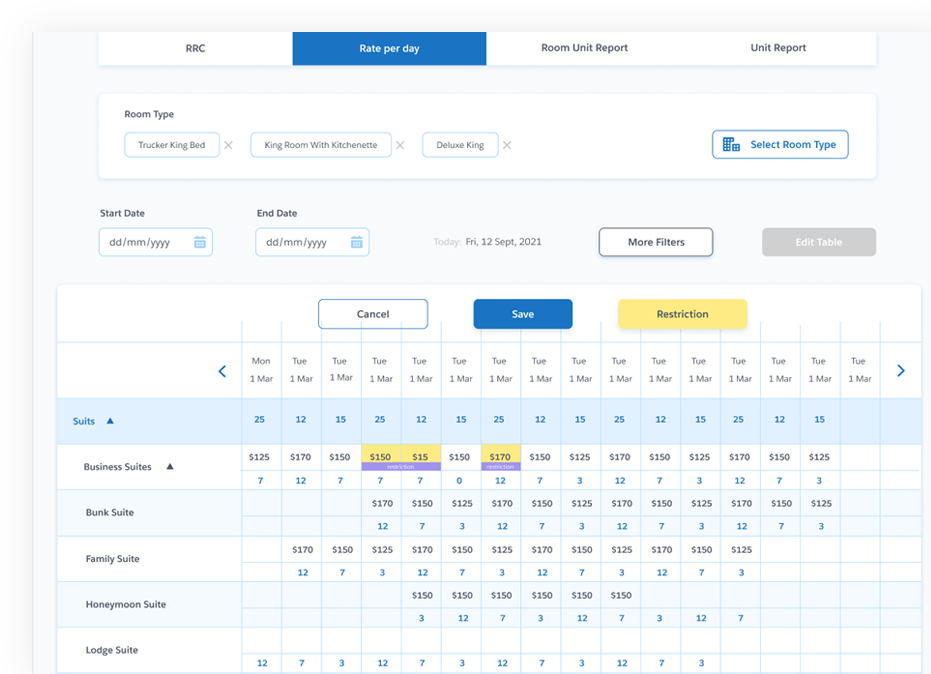 RRC Rate per day Room Unit Report Unit Report
Room Type
Trucker King Bed King Room With Kitchenette Deluxe King Select Room Type
Start Date End Date
dd/mm/yyyy dd/mm/yyyy Today: Fri, 12 Sept, 2021 More Filters Edit Table
Cancel Save Restriction
Mon Tue Tue Tue Tue Tue Tue Tue Tue Tue Tue Tue Tue Tue Tue Tue
1 Mar 1 Mar 1 Mar 1 Mar 1 Mar 1 Mar 1 Mar 1 Mar 1 Mar 1 Mar 1 Mar 1 Mar 1 Mar 1 Mar 1 Mar 1 Mar
Suits 25 12 15 25 12 15 25 12 15 25 12 15 25 12 15
Business Suites $125 $170 $150 $150 $15 $150 $170 $150 $125 $170 $150 $125 $170 $150 $125
restriction restriction
7 12 7 7 7 0 12 7 3 12 7 3 12 7 3
Bunk Suite $170 $150 $125 $170 $150 $125 $170 $150 $125 $170 $150 $125
12 7 3 12 7 3 12 7 3 12 7 3
Family Suite $170 $150 $125 $170 $150 $125 $170 $150 $125 $170 $150 $125
12 7 3 12 7 3 12 7 3 12 7 3
Honeymoon Suite $150 $150 $150 $150 $150 $150
3 12 7 3 12 7 3 12 7
Lodge Suite
12 7 3 12 7 3 12 7 3 12 7 3